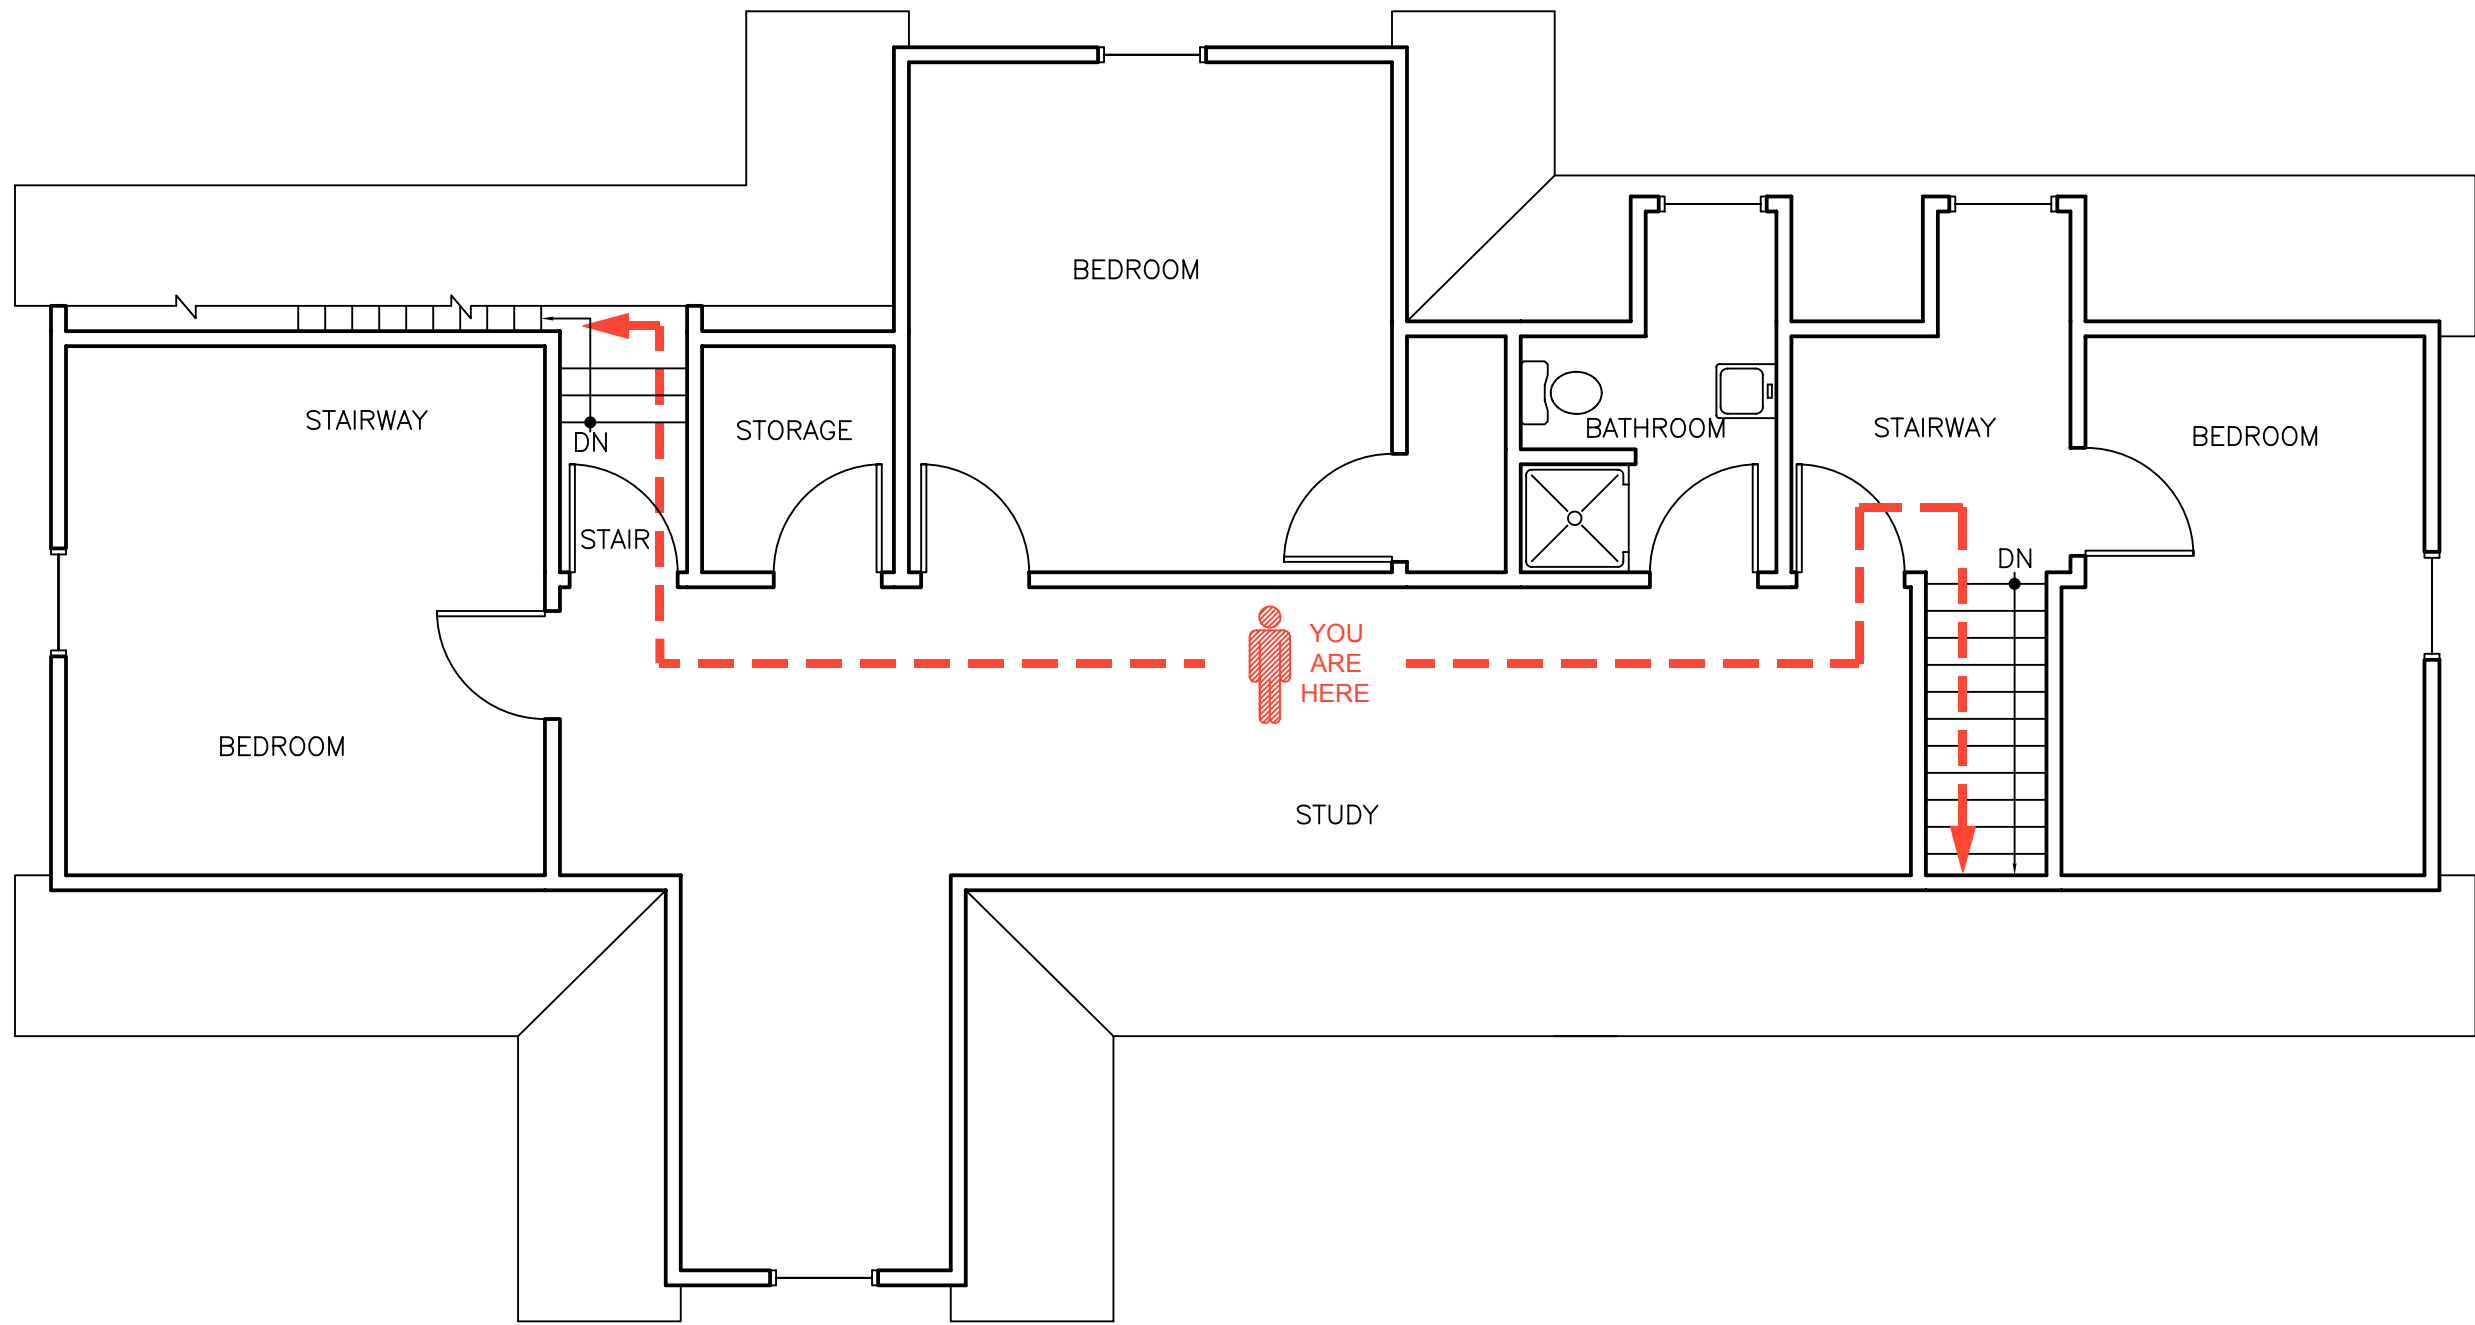 BEDROOM
STAIRWAY
STORAGE
BATHROOM
STAIRWAY
BEDROOM
DN
STAIR
DN
YOU
ARE
HERE
BEDROOM
STUDY